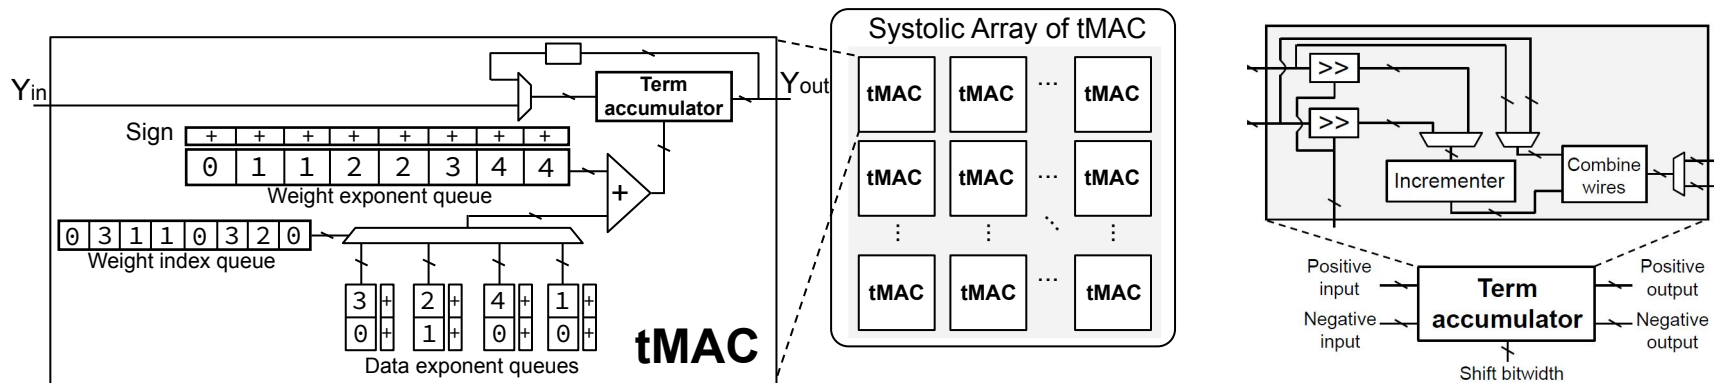 Yin
Term
accumulator
Yout
Sign
+ + + + + + + +
0 1 1 2 2 3 4 4
Weight exponent queue
+
0 3 1 1 0 3 2 0
Weight index queue
3 + 2 + 4 + 1 +
0 + 1 + 0 + 0 +
Data exponent queues
tMAC
Systolic Array of tMAC
tMAC tMAC ... tMAC
tMAC tMAC ... tMAC
⋮ ⋮ ⋱ ⋮
tMAC tMAC ... tMAC
>>
>>
Incrementer
Combine
wires
Positive
input
Negative
input
Term
accumulator
Positive
output
Negative
output
Shift bitwidth